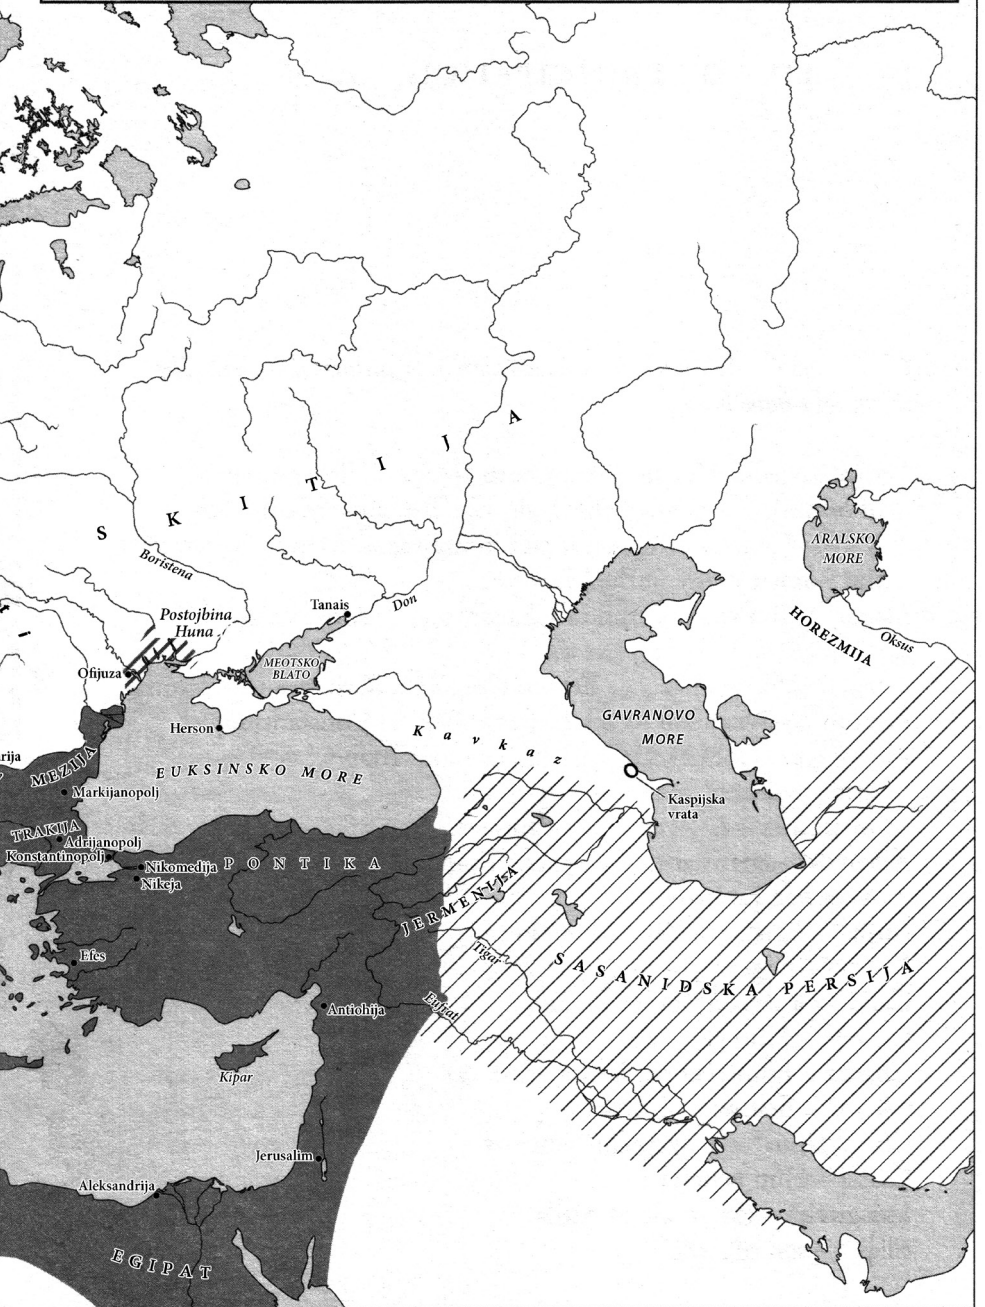 S K I T I J A
ARALSKO
MORE
Boristena
Tanais
Don
Postojbina
Huna
HOREZMIJA
Oksus
MEOTSKO
BLATO
Ofijuza
Herson
GAVRANOVO
MORE
Kavkaz
rija
MEZIJA
EUKSINSKO MORE
Markijanopolj
Kaspijska
vrata
TRAKIJA
Adrijanopolj
Konstantinopolj
Nikomedija
PONTIKA
Nikeja
JERMENIJA
Efes
Tigar
SASANIDSKA PERSIJA
Antiohija
Eufrat
Kipar
Jerusalim
Aleksandrija
EGIPAT